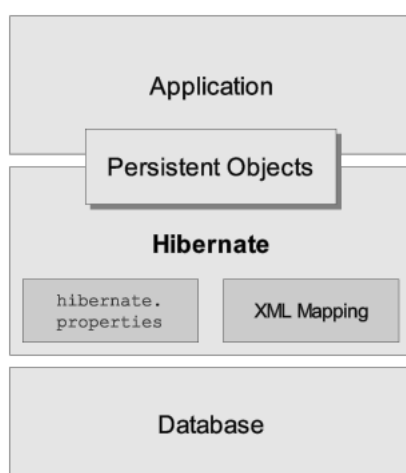 Application
Persistent Objects
Hibernate
hibernate.
properties
XML Mapping
Database